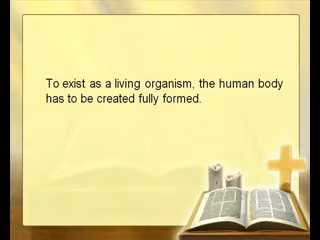 To exist as a living organism, the human body
has to be created fully formed.